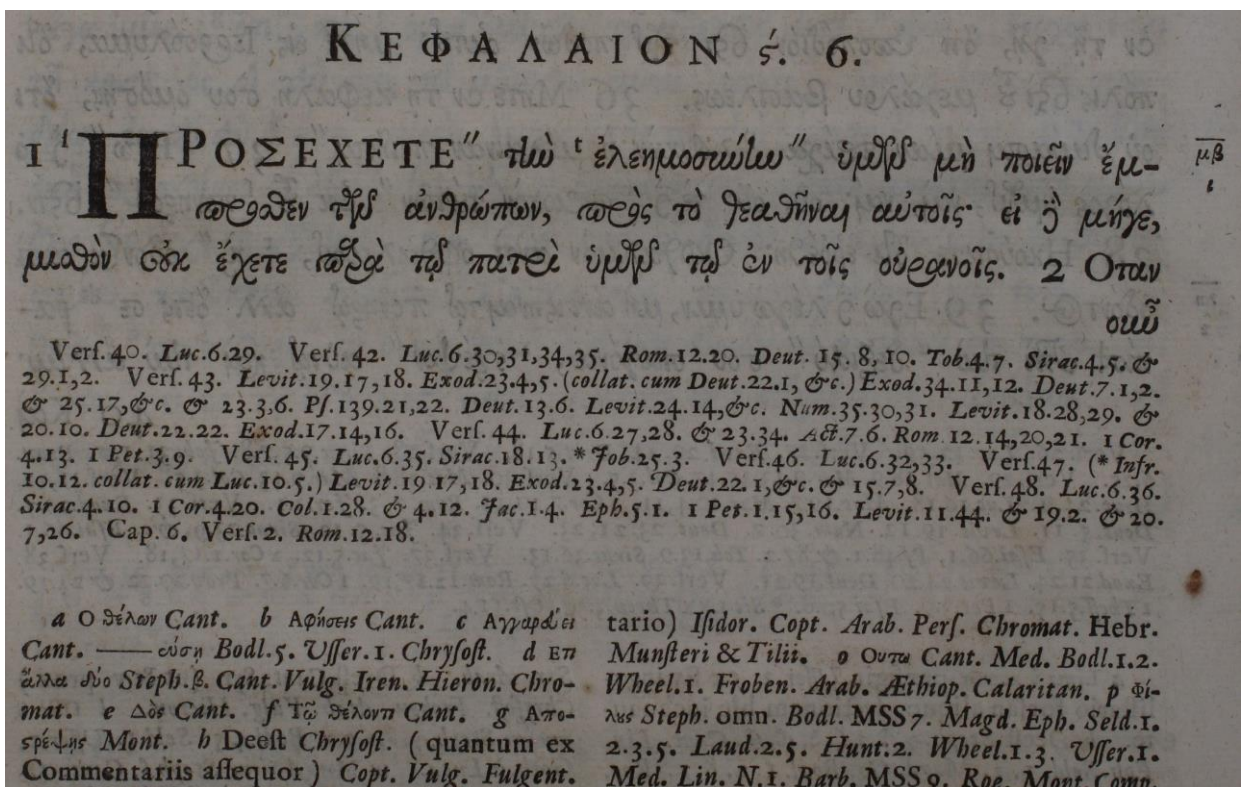 ΚΕΦΑΛΑΙΟΝ ϛ'. 6.
1 ΠΡΟΣΕΧΕΤΕ" τὴν ' ἐλεημοσύνην" ὑμῶν μὴ ποιεῖν ἔμ-
προσθεν τῶν ἀνθρώπων, πρὸς τὸ θεαθῆναι αὐτοῖς· εἰ δὲ μήγε,
μισθὸν οὐκ ἔχετε παρὰ τῷ πατρὶ ὑμῶν τῷ ἐν τοῖς οὐρανοῖς. 2 Οταν
οὖν
μβ
Verſ. 40. Luc.6.29. Verſ. 42. Luc.6.30,31,34,35. Rom.12.20. Deut. 15. 8, 10. Tob.4.7. Sirac.4.5. &
29.1,2. Verſ. 43. Levit.19.17,18. Exod.23.4,5. (collat. cum Deut.22.1, &c.) Exod.34.11,12. Deut.7.1,2.
& 25.17,&c. & 23.3,6. Pſ.139.21,22. Deut. 13.6. Levit.24.14,&c. Num.35.30,31. Levit.18.28,29. &
20.10. Deut.22.22. Exod.17.14,16. Verſ. 44. Luc.6.27,28. & 23.34. Act.7.6. Rom. 12.14,20,21. 1 Cor.
4.13. 1 Pet.3.9. Verſ. 45. Luc.6.35. Sirac.18.13. * Job.25.3. Verſ.46. Luc.6.32,33. Verſ.47. (* Infr.
10.12. collat. cum Luc.10.5.) Levit.19 17,18. Exod.23.4,5. Deut.22.1,&c. & 15.7,8. Verſ.48. Luc.6.36.
Sirac.4.10. 1 Cor.4.20. Col.1.28. & 4.12. Jac.1.4. Eph.5.1. 1 Pet.1.15,16. Levit.11.44. & 19.2. & 20.
7,26. Cap. 6. Verſ.2. Rom.12.18.
a Ο θέλων Cant. b Αφήσεις Cant. c Αγγαρεύει
Cant. —— εύση Bodl.5. Uſſer.1. Chryſoſt. d Επ
ἄλλα δύο Steph.β. Cant. Vulg. Iren. Hieron. Chro-
mat. e Δὸς Cant. f Τῷ θέλοντι Cant. g Απο-
στρέψης Mont. h Deeſt Chryſoſt. (quantum ex
Commentariis aſſequor) Copt. Vulg. Fulgent.
tario) Iſidor. Copt. Arab. Perſ. Chromat. Hebr.
Munſteri & Tilii. o Ουτω Cant. Med. Bodl.1.2.
Wheel.1. Froben. Arab. Æthiop. Calaritan. p Φί-
λους Steph. omn. Bodl. MSS 7. Magd. Eph. Seld.1.
2.3.5. Laud.2.5. Hunt.2. Wheel.1.3. Uſſer.1.
Med. Lin. N.1. Barb. MSS 9. Roe. Mont. Comp.